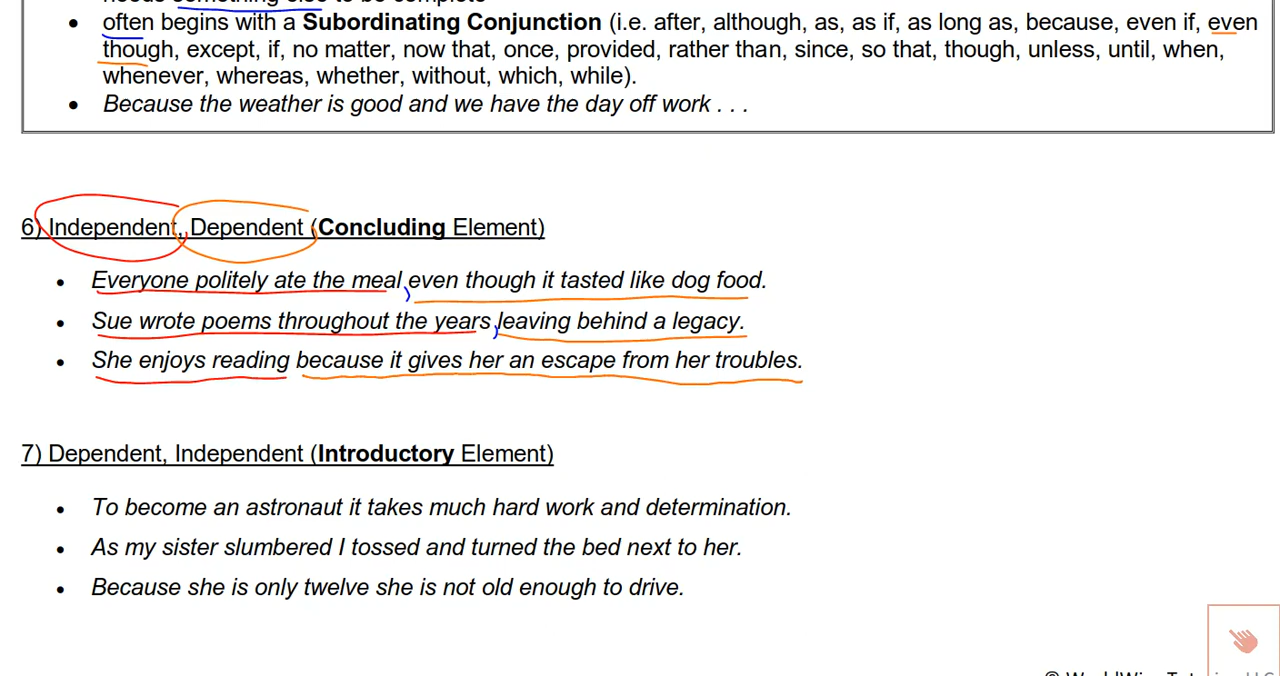 needs something else to be complete
• often begins with a Subordinating Conjunction (i.e. after, although, as, as if, as long as, because, even if, even
though, except, if, no matter, now that, once, provided, rather than, since, so that, though, unless, until, when,
whenever, whereas, whether, without, which, while).
• Because the weather is good and we have the day off work . . .
6) Independent, Dependent (Concluding Element)
• Everyone politely ate the meal, even though it tasted like dog food.
• Sue wrote poems throughout the years, leaving behind a legacy.
• She enjoys reading because it gives her an escape from her troubles.
7) Dependent, Independent (Introductory Element)
• To become an astronaut it takes much hard work and determination.
• As my sister slumbered I tossed and turned the bed next to her.
• Because she is only twelve she is not old enough to drive.